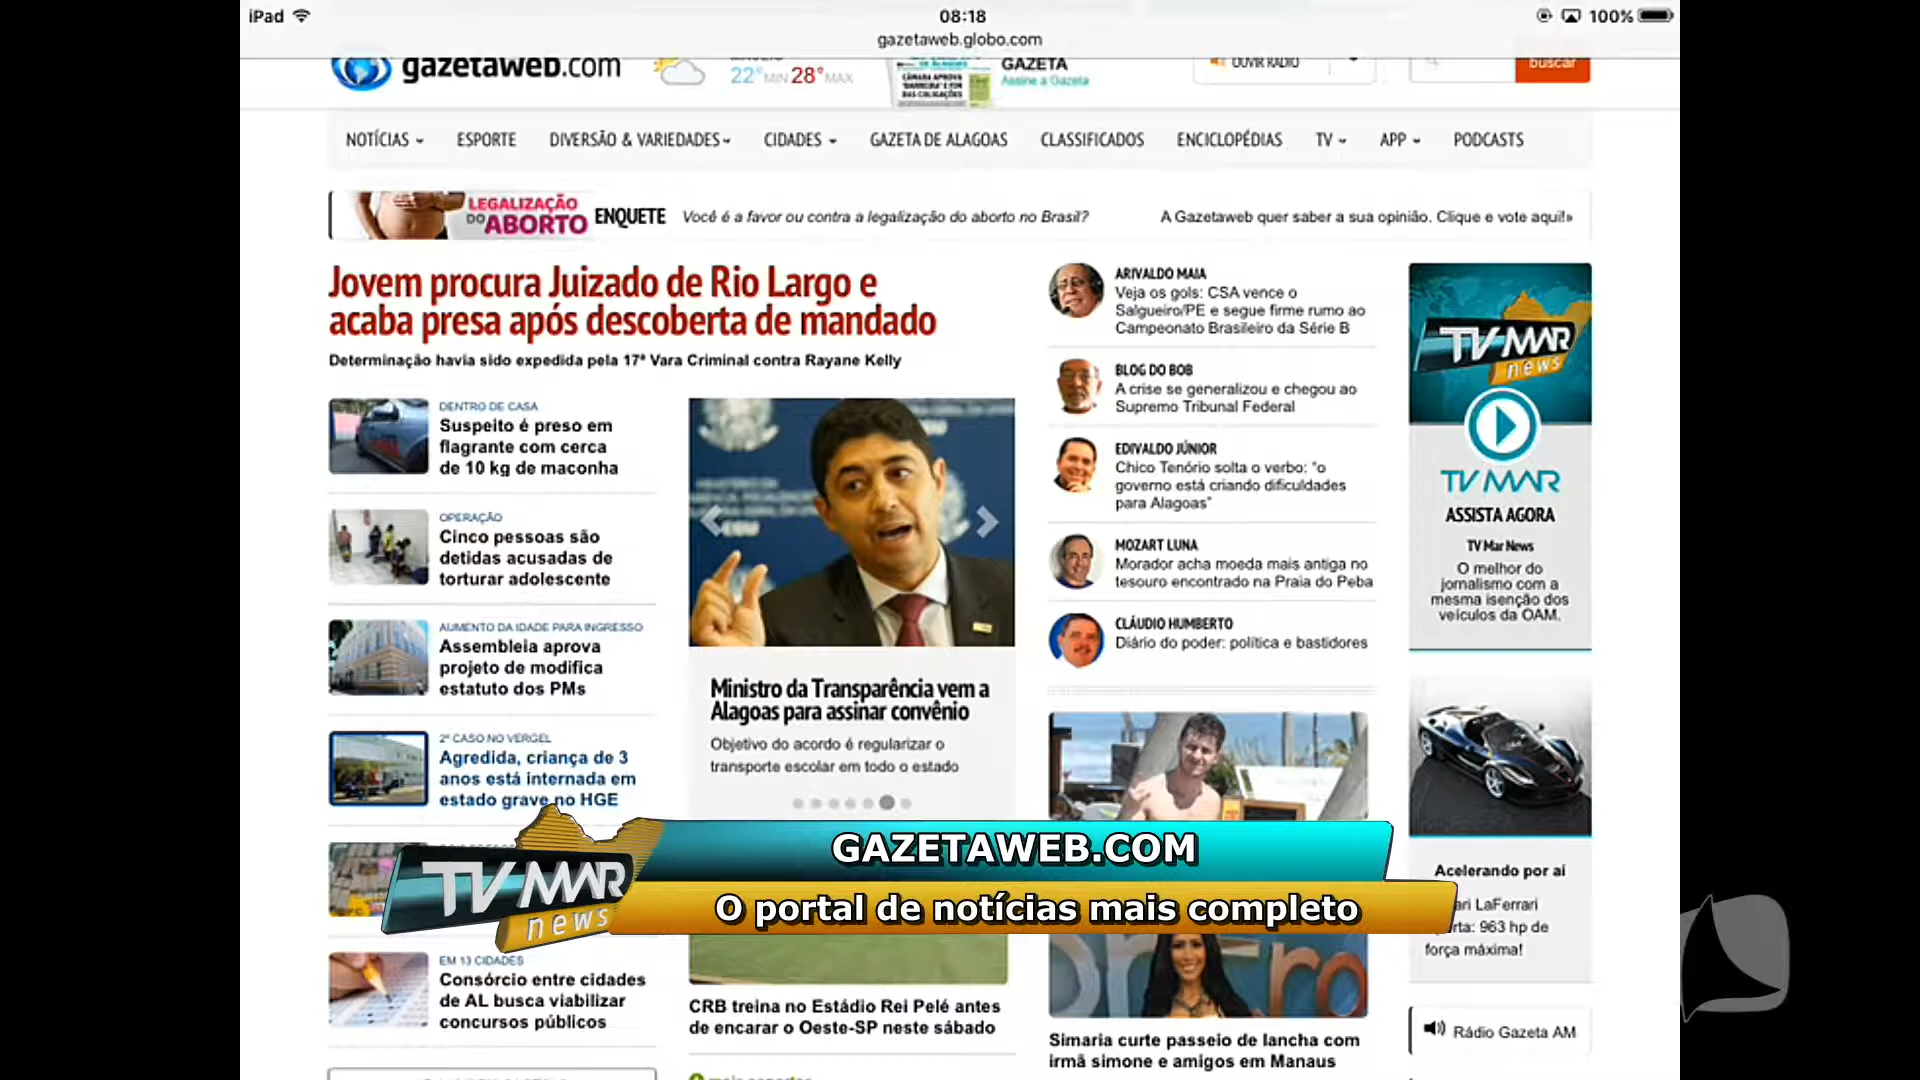 iPad
08:18
100%
gazetaweb.globo.com
gazetaweb.com
22° MIN 28° MAX
CÂMARA APROVA
GAZETA
Assine a Gazeta
OUVIR RÁDIO
buscar
NOTÍCIAS
ESPORTE
DIVERSÃO & VARIEDADES
CIDADES
GAZETA DE ALAGOAS
CLASSIFICADOS
ENCICLOPÉDIAS
TV
APP
PODCASTS
LEGALIZAÇÃO
DO ABORTO
ENQUETE
Você é a favor ou contra a legalização do aborto no Brasil?
A Gazetaweb quer saber a sua opinião. Clique e vote aqui!»
Jovem procura Juizado de Rio Largo e
acaba presa após descoberta de mandado
Determinação havia sido expedida pela 17ª Vara Criminal contra Rayane Kelly
DENTRO DE CASA
Suspeito é preso em
flagrante com cerca
de 10 kg de maconha
OPERAÇÃO
Cinco pessoas são
detidas acusadas de
torturar adolescente
AUMENTO DA IDADE PARA INGRESSO
Assembleia aprova
projeto de modifica
estatuto dos PMs
2º CASO NO VERGEL
Agredida, criança de 3
anos está internada em
estado grave no HGE
EM 13 CIDADES
Consórcio entre cidades
de AL busca viabilizar
concursos públicos
CGU
Ministro da Transparência vem a
Alagoas para assinar convênio
Objetivo do acordo é regularizar o
transporte escolar em todo o estado
CRB treina no Estádio Rei Pelé antes
de encarar o Oeste-SP neste sábado
ARIVALDO MAIA
Veja os gols: CSA vence o
Salgueiro/PE e segue firme rumo ao
Campeonato Brasileiro da Série B
BLOG DO BOB
A crise se generalizou e chegou ao
Supremo Tribunal Federal
EDIVALDO JÚNIOR
Chico Tenório solta o verbo: "o
governo está criando dificuldades
para Alagoas"
MOZART LUNA
Morador acha moeda mais antiga no
tesouro encontrado na Praia do Peba
CLÁUDIO HUMBERTO
Diário do poder: política e bastidores
Simaria curte passeio de lancha com
irmã simone e amigos em Manaus
TV MAR
news
TV MAR
ASSISTA AGORA
TV Mar News
O melhor do
jornalismo com a
mesma isenção dos
veículos da OAM.
Acelerando por aí
ari LaFerrari
rta: 963 hp de
força máxima!
Rádio Gazeta AM
TV MAR
news
GAZETAWEB.COM
O portal de notícias mais completo